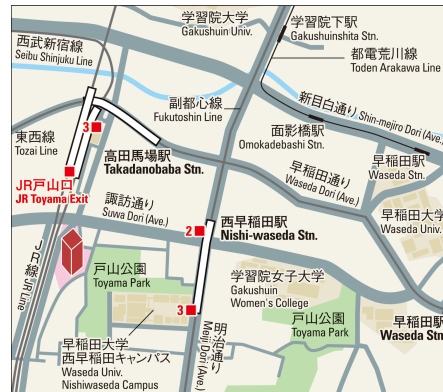 学習院大学
Gakushuin Univ.
学習院下駅
Gakushuinshita Stn.
西武新宿線
Seibu Shinjuku Line
都電荒川線
Toden Arakawa Line
副都心線
Fukutoshin Line
新目白通り Shin-mejiro Dori (Ave.)
面影橋駅
Omokadebashi Stn.
3
東西線
Tozai Line
高田馬場駅
Takadanobaba Stn.
早稲田通り
Waseda Dori (Ave.)
早稲田駅
Waseda Stn.
JR戸山口
JR Toyama Exit
諏訪通り
Suwa Dori (Ave.)
2
西早稲田駅
Nishi-waseda Stn.
早稲田大学
Waseda Univ.
JR線 JR Line
戸山公園
Toyama Park
学習院女子大学
Gakushuin
Women's College
3
明治通り
Meiji Dori (Ave.)
戸山公園
Toyama Park
早稲田駅
Waseda Stn.
早稲田大学
西早稲田キャンパス
Waseda Univ.
Nishiwaseda Campus